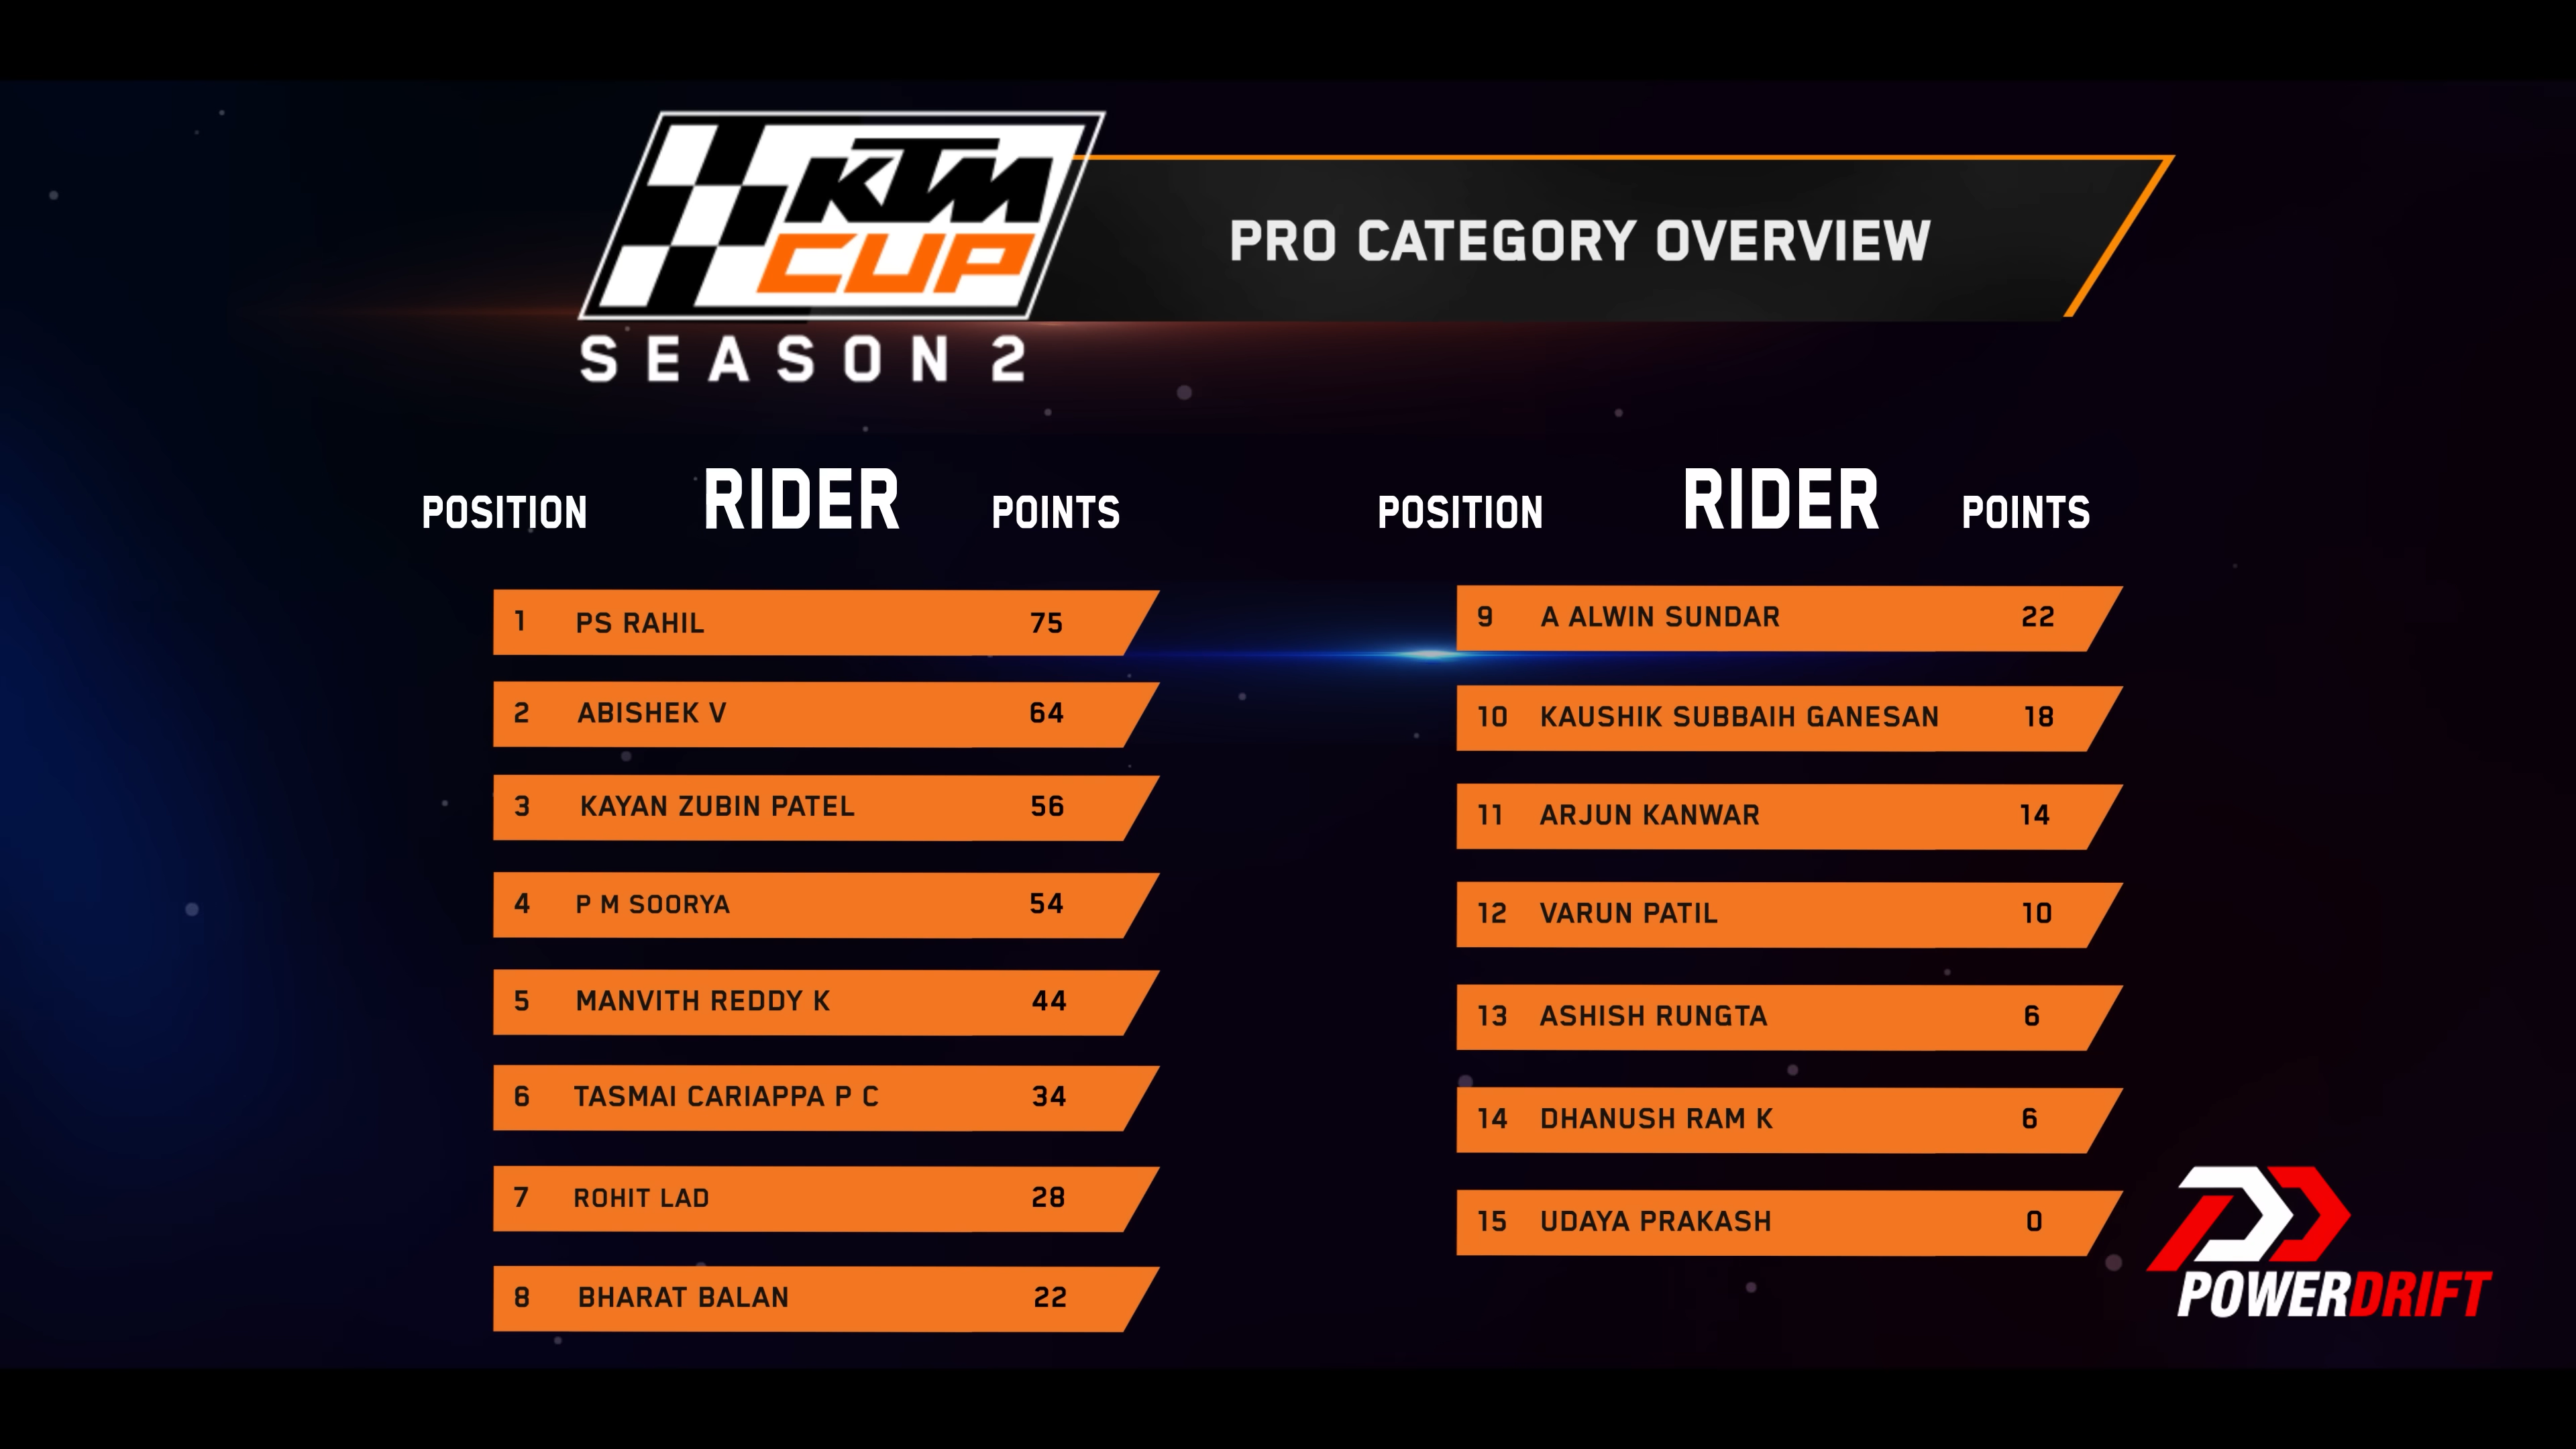 KTM
CUP
SEASON 2
PRO CATEGORY OVERVIEW
POSITION RIDER POINTS
1 PS RAHIL 75
2 ABISHEK V 64
3 KAYAN ZUBIN PATEL 56
4 P M SOORYA 54
5 MANVITH REDDY K 44
6 TASMAI CARIAPPA P C 34
7 ROHIT LAD 28
8 BHARAT BALAN 22
POSITION RIDER POINTS
9 A ALWIN SUNDAR 22
10 KAUSHIK SUBBAIH GANESAN 18
11 ARJUN KANWAR 14
12 VARUN PATIL 10
13 ASHISH RUNGTA 6
14 DHANUSH RAM K 6
15 UDAYA PRAKASH 0
POWERDRIFT